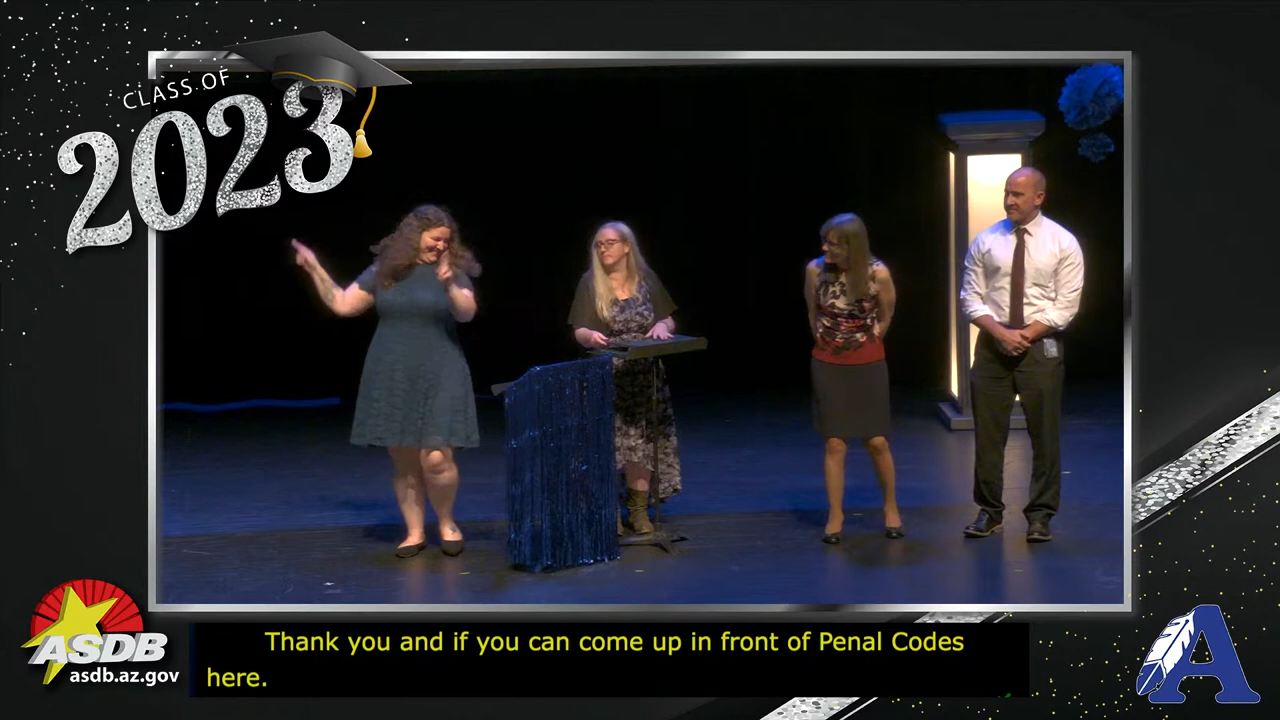 CLASS OF
2023
ASDB
asdb.az.gov
A
Thank you and if you can come up in front of Penal Codes
here.